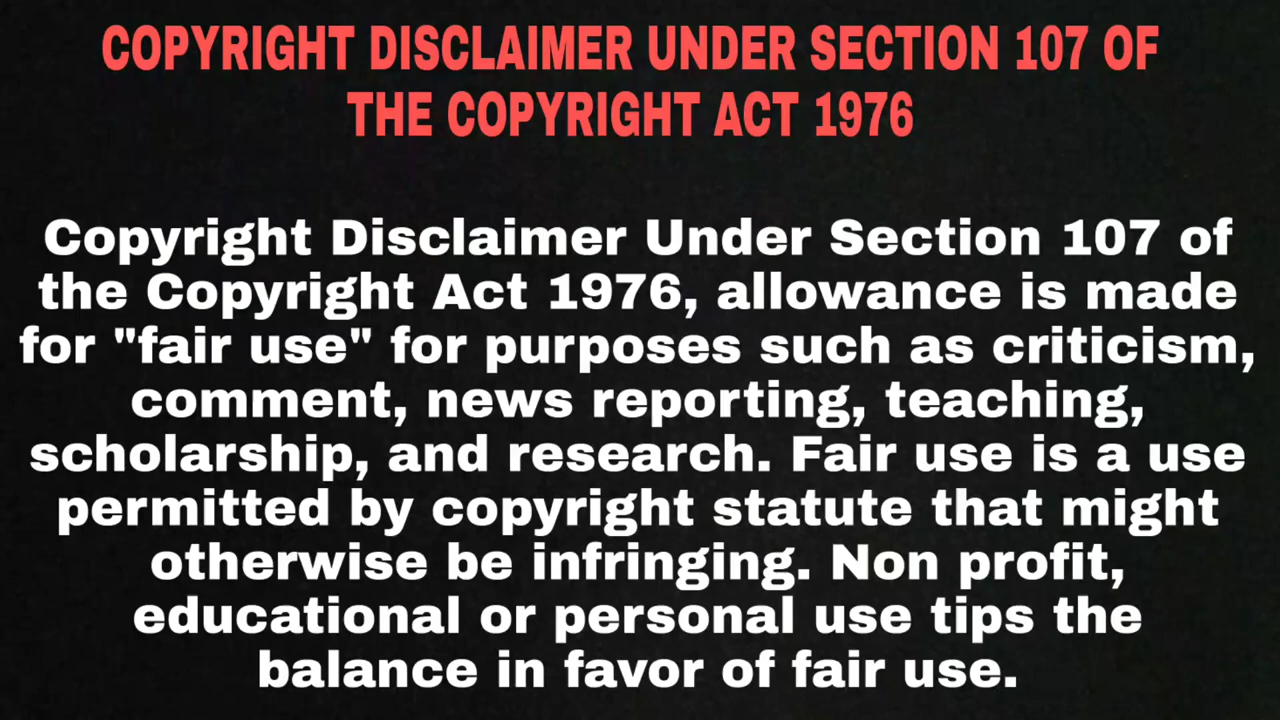 COPYRIGHT DISCLAIMER UNDER SECTION 107 OF
THE COPYRIGHT ACT 1976
Copyright Disclaimer Under Section 107 of
the Copyright Act 1976, allowance is made
for "fair use" for purposes such as criticism,
comment, news reporting, teaching,
scholarship, and research. Fair use is a use
permitted by copyright statute that might
otherwise be infringing. Non profit,
educational or personal use tips the
balance in favor of fair use.